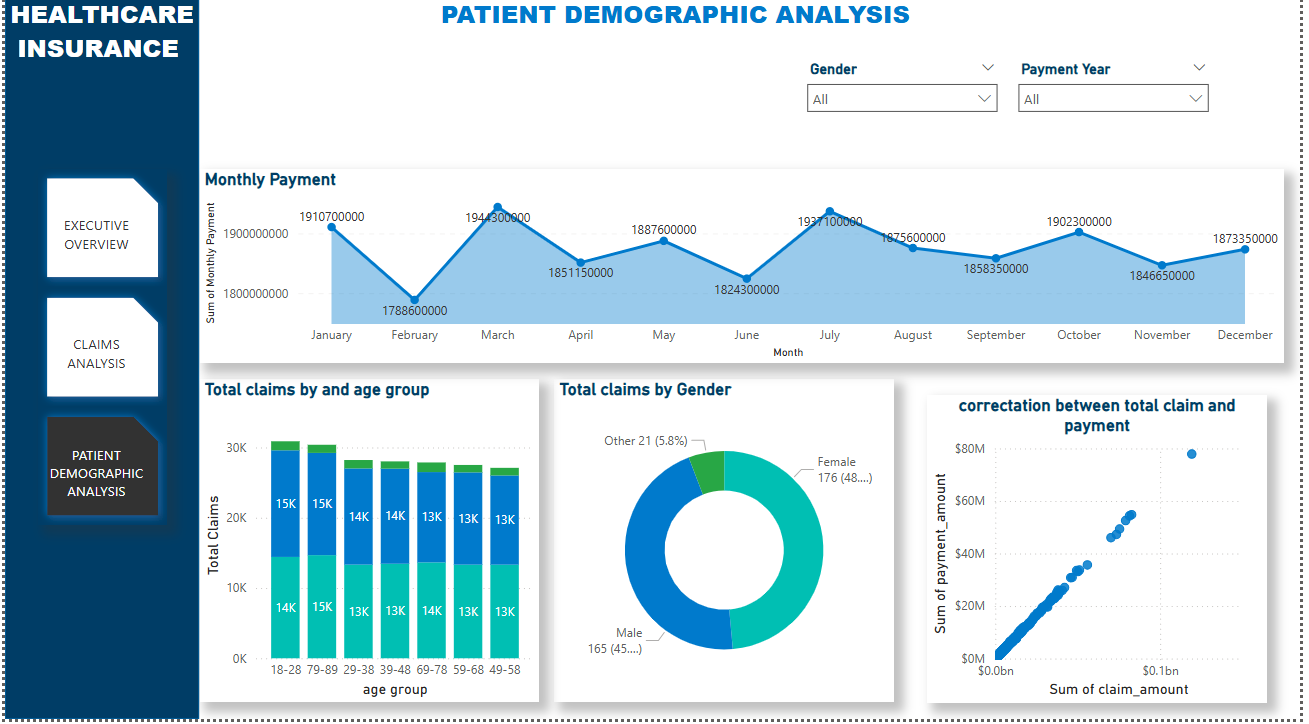 HEALTHCARE
INSURANCE
PATIENT DEMOGRAPHIC ANALYSIS
Gender
Payment Year
All
All
EXECUTIVE
OVERVIEW
CLAIMS
ANALYSIS
PATIENT
DEMOGRAPHIC
ANALYSIS
Monthly Payment
Sum of Monthly Payment
1900000000
1800000000
1910700000
1788600000
1944300000
1851150000
1887600000
1824300000
1937100000
1875600000
1858350000
1902300000
1846650000
1873350000
January February March April May June July August September October November December
Month
Total claims by and age group
Total Claims
30K
20K
10K
0K
15K 15K 14K 14K 13K 13K 13K
14K 15K 13K 13K 14K 13K 13K
18-28 79-89 29-38 39-48 69-78 59-68 49-58
age group
Total claims by Gender
Other 21 (5.8%)
Female
176 (48....)
Male
165 (45....)
correctation between total claim and
payment
Sum of payment_amount
$80M
$60M
$40M
$20M
$0M
$0.0bn $0.1bn
Sum of claim_amount